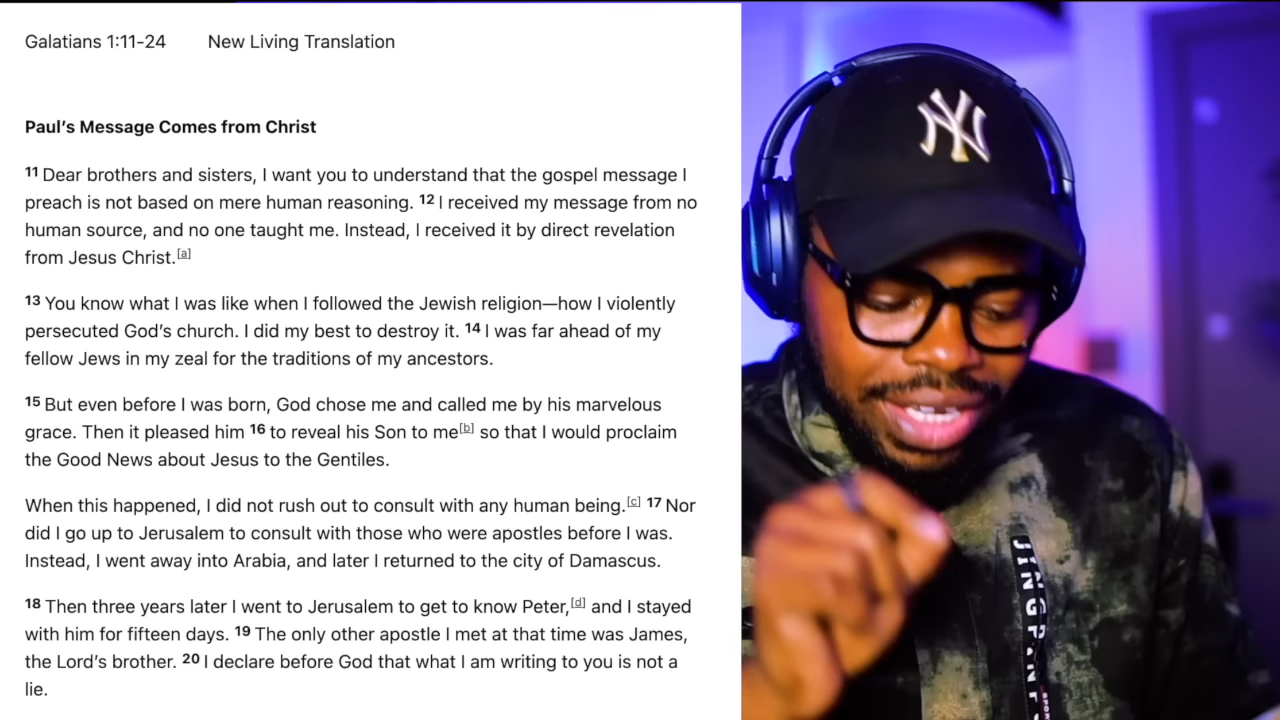 Galatians 1:11-24 New Living Translation
Paul's Message Comes from Christ
11 Dear brothers and sisters, I want you to understand that the gospel message I
preach is not based on mere human reasoning. 12 I received my message from no
human source, and no one taught me. Instead, I received it by direct revelation
from Jesus Christ.[a]
13 You know what I was like when I followed the Jewish religion—how I violently
persecuted God's church. I did my best to destroy it. 14 I was far ahead of my
fellow Jews in my zeal for the traditions of my ancestors.
15 But even before I was born, God chose me and called me by his marvelous
grace. Then it pleased him 16 to reveal his Son to me[b] so that I would proclaim
the Good News about Jesus to the Gentiles.
When this happened, I did not rush out to consult with any human being.[c] 17 Nor
did I go up to Jerusalem to consult with those who were apostles before I was.
Instead, I went away into Arabia, and later I returned to the city of Damascus.
18 Then three years later I went to Jerusalem to get to know Peter,[d] and I stayed
with him for fifteen days. 19 The only other apostle I met at that time was James,
the Lord's brother. 20 I declare before God that what I am writing to you is not a
lie.
NY